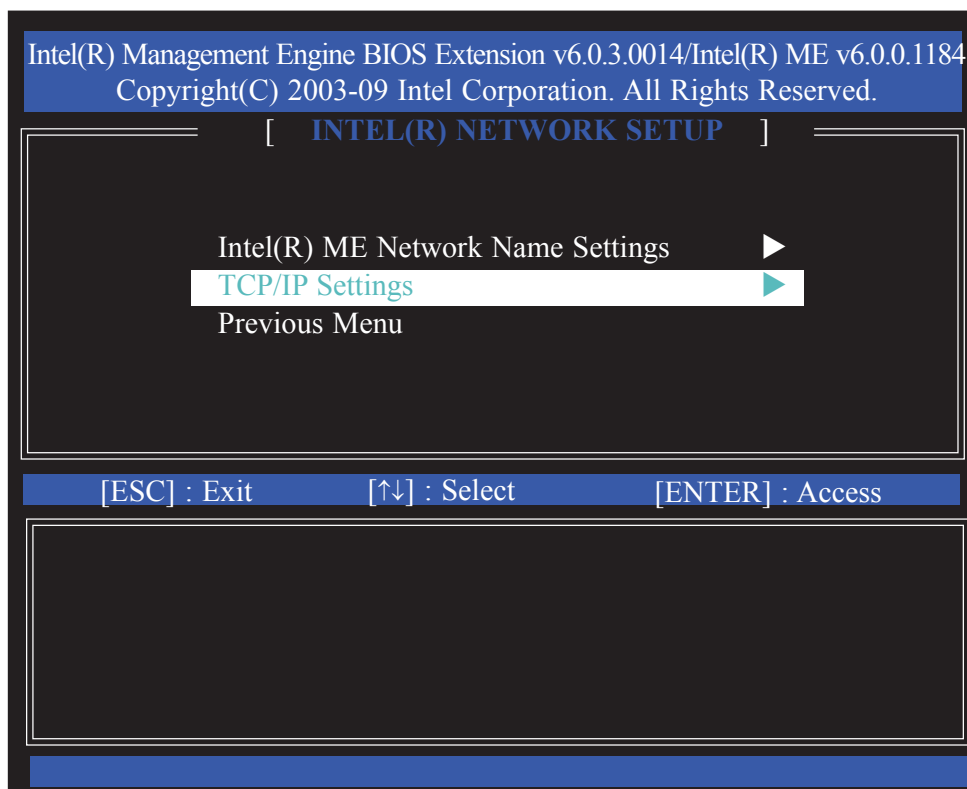 Intel(R) Management Engine BIOS Extension v6.0.3.0014/Intel(R) ME v6.0.0.1184
Copyright(C) 2003-09 Intel Corporation. All Rights Reserved.
[ INTEL(R) NETWORK SETUP ]
Intel(R) ME Network Name Settings ▶
TCP/IP Settings ▶
Previous Menu
[ESC] : Exit [↑↓] : Select [ENTER] : Access